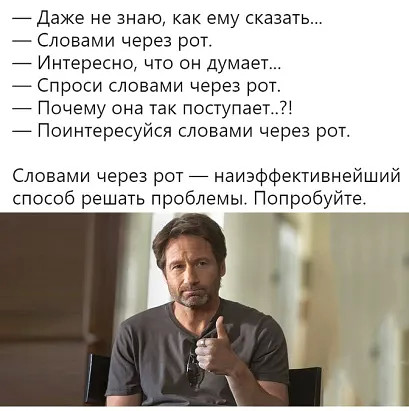 — Даже не знаю, как ему сказать...
— Словами через рот.
— Интересно, что он думает...
— Спроси словами через рот.
— Почему она так поступает..?!
— Поинтересуйся словами через рот.
Словами через рот — наиэффективнейший
способ решать проблемы. Попробуйте.